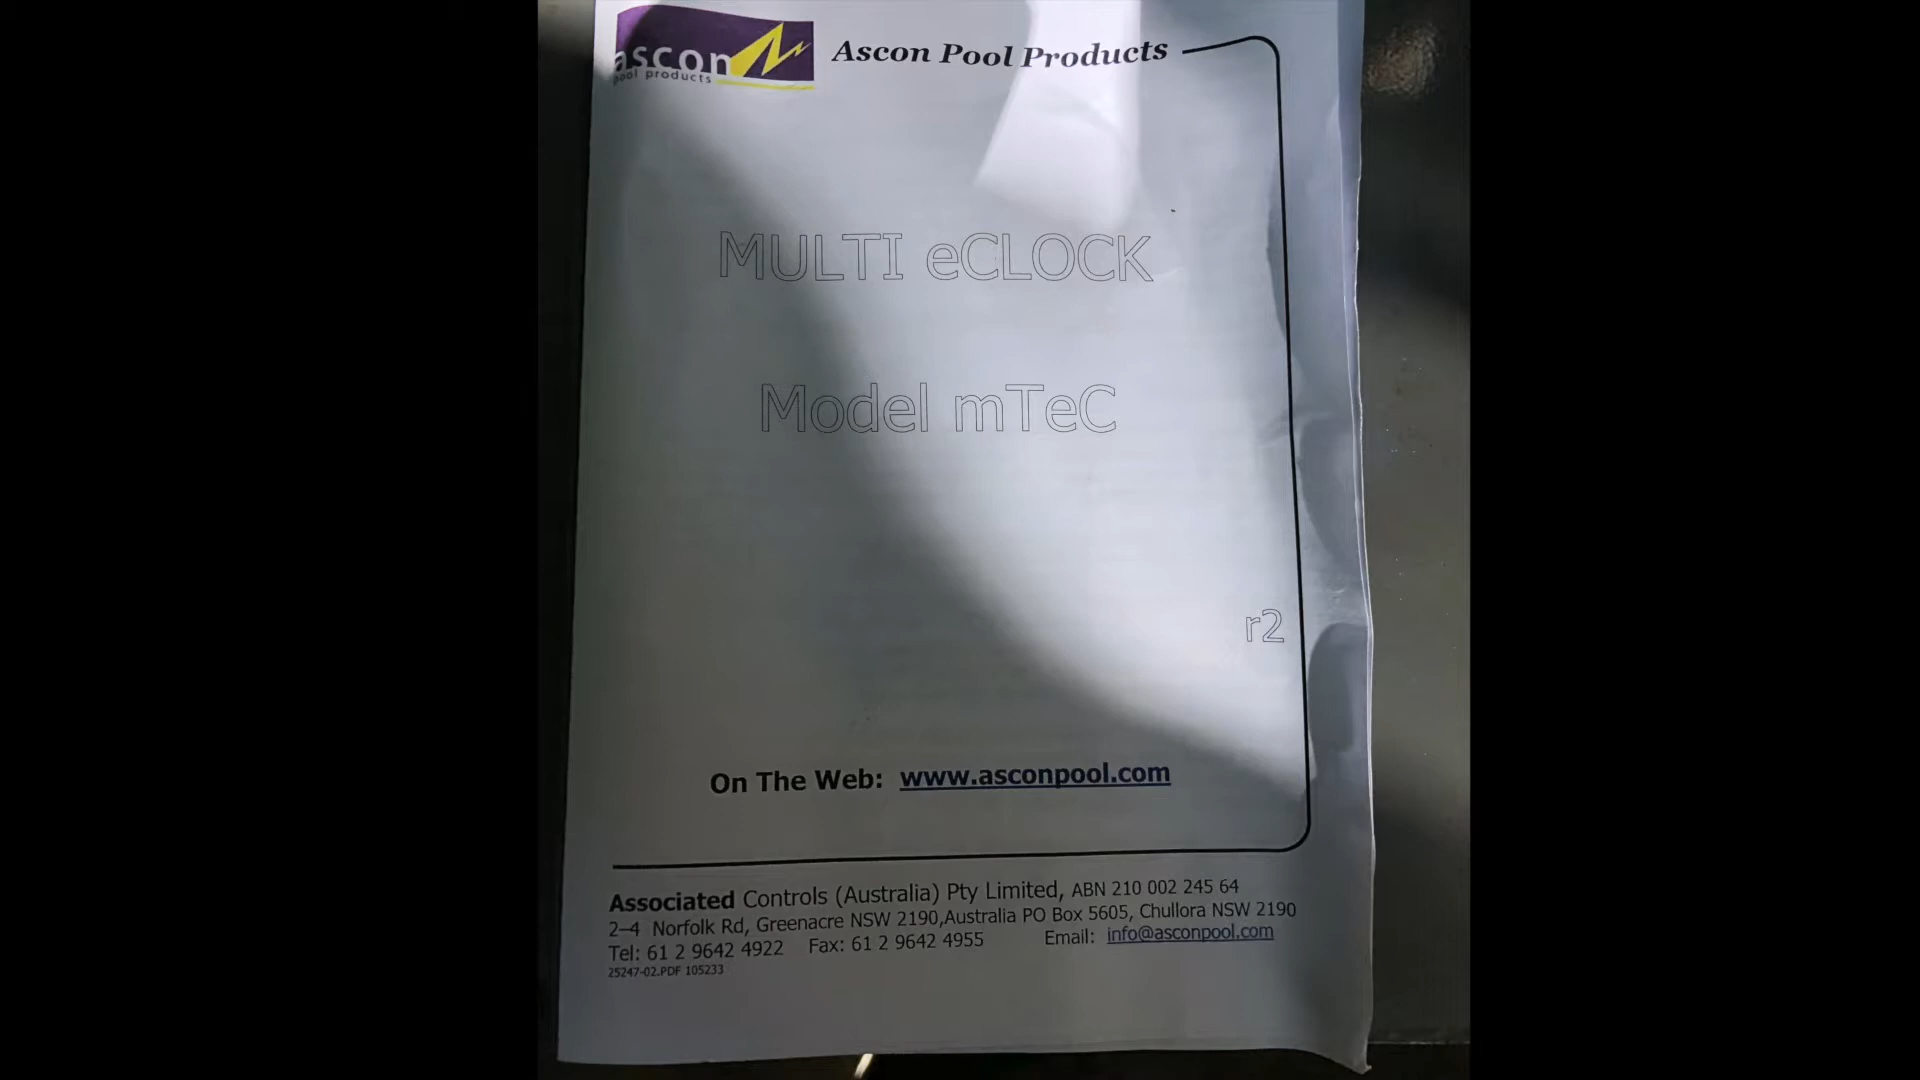 ascon
pool products
Ascon Pool Products
MULTI eCLOCK
Model mTeC
r2
On The Web: www.asconpool.com
Associated Controls (Australia) Pty Limited, ABN 210 002 245 64
2–4 Norfolk Rd, Greenacre NSW 2190,Australia PO Box 5605, Chullora NSW 2190
Tel: 61 2 9642 4922 Fax: 61 2 9642 4955 Email: info@asconpool.com
25247-02.PDF 105233